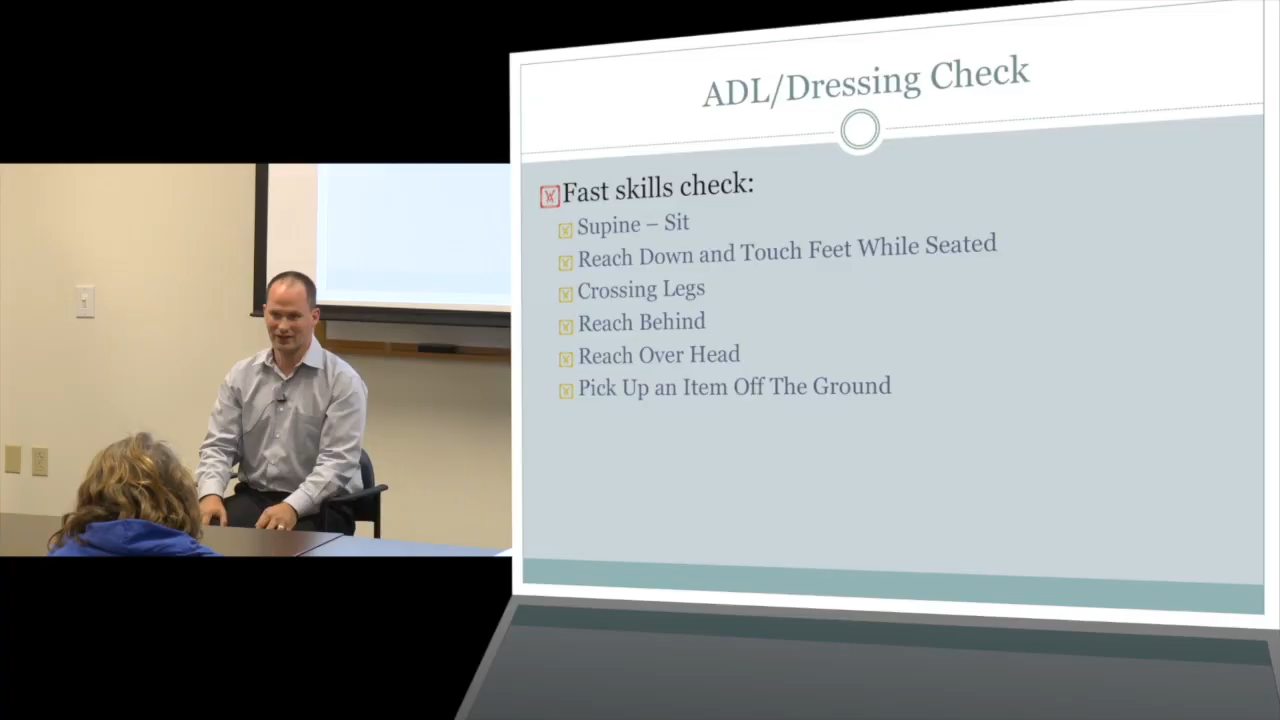 ADL/Dressing Check
Fast skills check:
Supine – Sit
Reach Down and Touch Feet While Seated
Crossing Legs
Reach Behind
Reach Over Head
Pick Up an Item Off The Ground